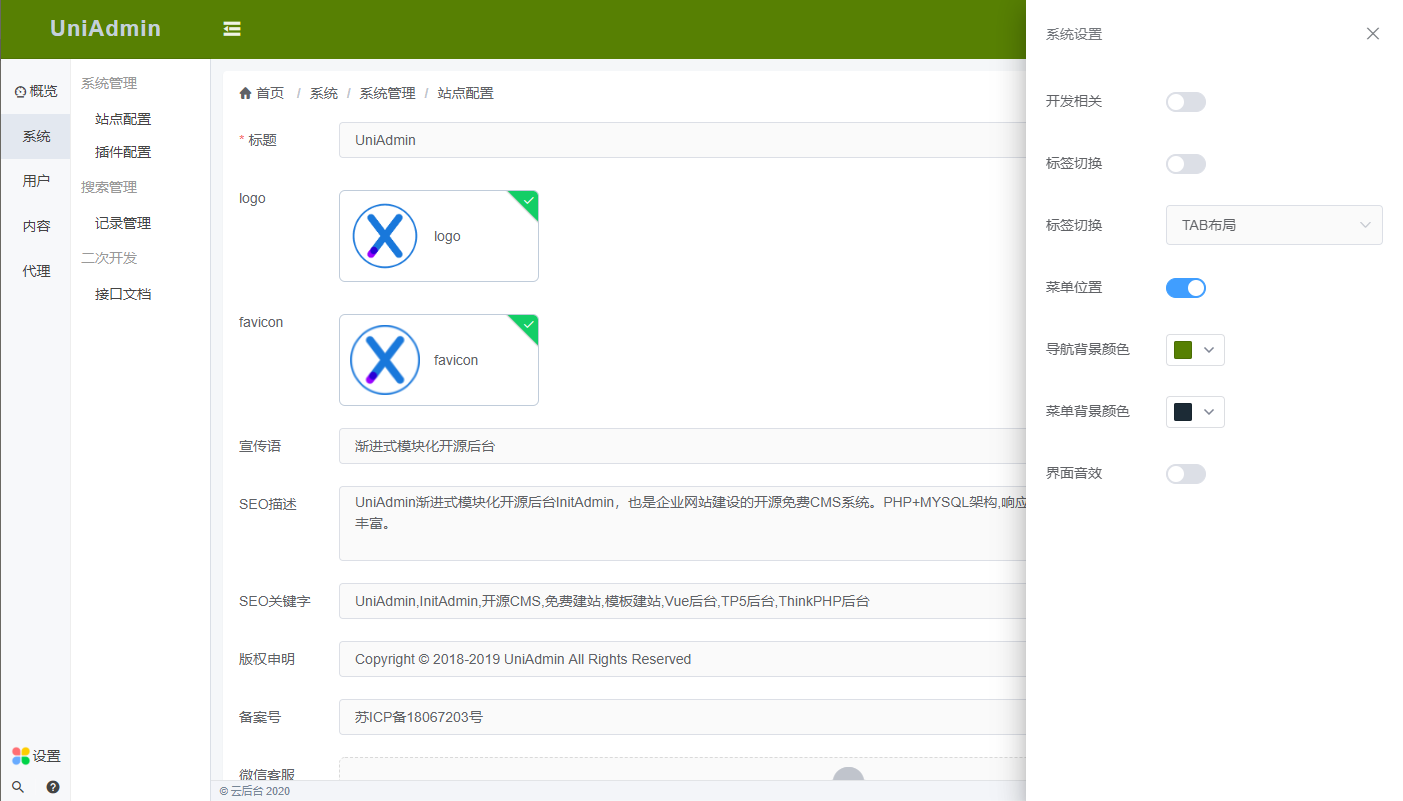 UniAdmin
概览
系统
用户
内容
代理
设置
系统管理
站点配置
插件配置
搜索管理
记录管理
二次开发
接口文档
首页 / 系统 / 系统管理 / 站点配置
* 标题
UniAdmin
logo
logo
favicon
favicon
宣传语
渐进式模块化开源后台
SEO描述
UniAdmin渐进式模块化开源后台InitAdmin，也是企业网站建设的开源免费CMS系统。PHP+MYSQL架构,响应
丰富。
SEO关键字
UniAdmin,InitAdmin,开源CMS,免费建站,模板建站,Vue后台,TP5后台,ThinkPHP后台
版权申明
Copyright © 2018-2019 UniAdmin All Rights Reserved
备案号
苏ICP备18067203号
微信客服
© 云后台 2020
系统设置
开发相关
标签切换
标签切换
TAB布局
菜单位置
导航背景颜色
菜单背景颜色
界面音效